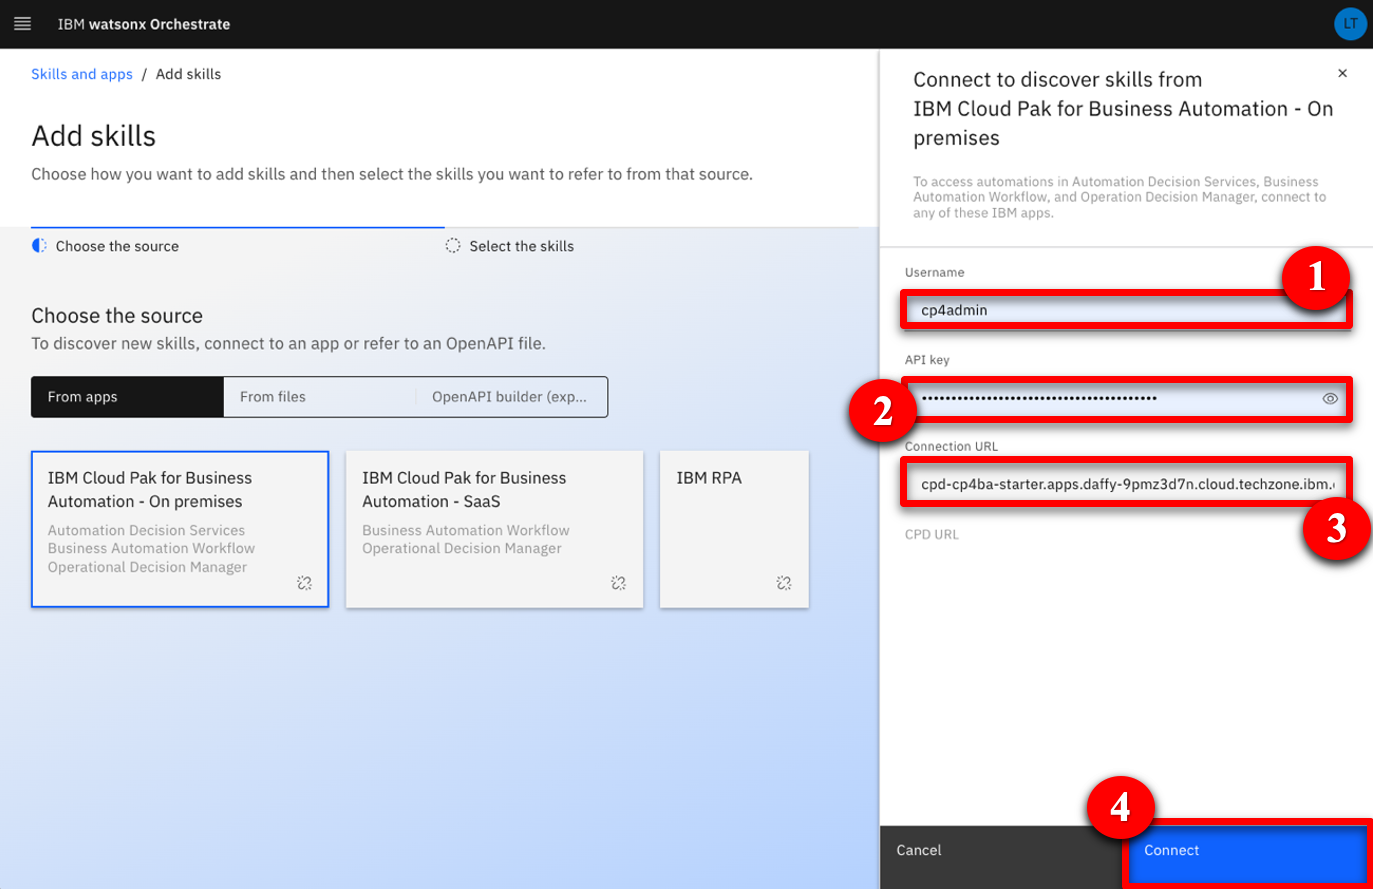 IBM watsonx Orchestrate
LT
Skills and apps / Add skills
Add skills
Choose how you want to add skills and then select the skills you want to refer to from that source.
Choose the source
Select the skills
Choose the source
To discover new skills, connect to an app or refer to an OpenAPI file.
From apps
From files
OpenAPI builder (exp...
IBM Cloud Pak for Business
Automation - On premises
Automation Decision Services
Business Automation Workflow
Operational Decision Manager
IBM Cloud Pak for Business
Automation - SaaS
Business Automation Workflow
Operational Decision Manager
IBM RPA
Connect to discover skills from
IBM Cloud Pak for Business Automation - On
premises
To access automations in Automation Decision Services, Business
Automation Workflow, and Operation Decision Manager, connect to
any of these IBM apps.
Username
1
cp4admin
API key
2
••••••••••••••••••••••••••••••••••••••••
Connection URL
cpd-cp4ba-starter.apps.daffy-9pmz3d7n.cloud.techzone.ibm.
3
CPD URL
4
Cancel
Connect